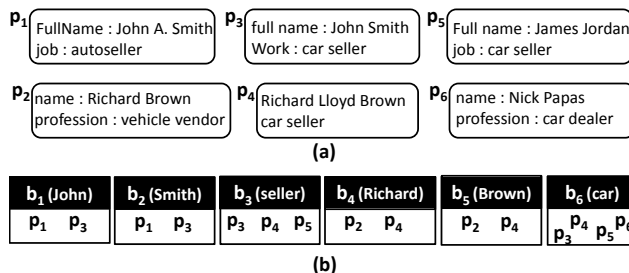 p1 FullName : John A. Smith
job : autoseller
p3 full name : John Smith
Work : car seller
p5 Full name : James Jordan
job : car seller
p2 name : Richard Brown
profession : vehicle vendor
p4 Richard Lloyd Brown
car seller
p6 name : Nick Papas
profession : car dealer
(a)
b1 (John) b2 (Smith) b3 (seller) b4 (Richard) b5 (Brown) b6 (car)
p1 p3 p1 p3 p3 p4 p5 p2 p4 p2 p4 p3 p4 p5 p6
(b)